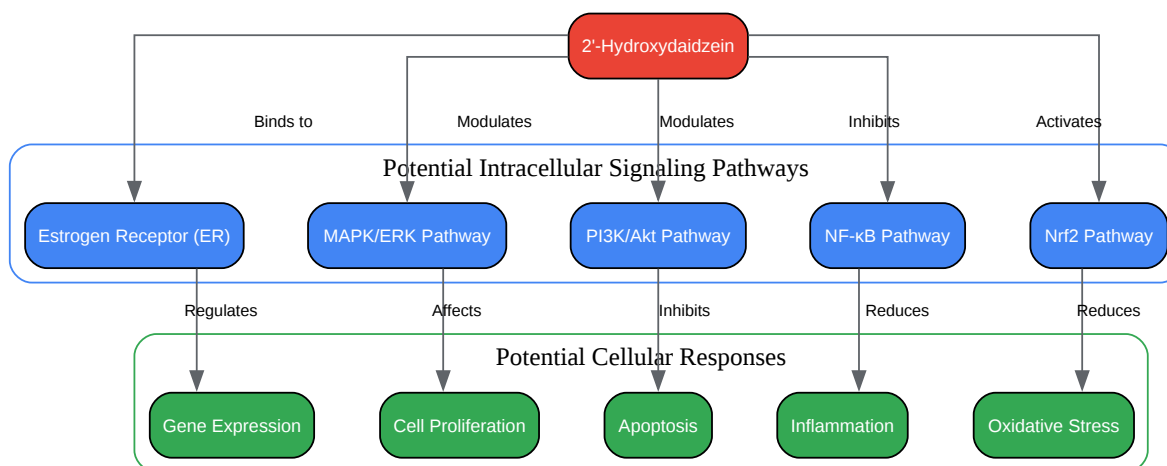 2'-Hydroxydaidzein
Binds to
Modulates
Modulates
Inhibits
Activates
Potential Intracellular Signaling Pathways
Estrogen Receptor (ER)
MAPK/ERK Pathway
PI3K/Akt Pathway
NF-κB Pathway
Nrf2 Pathway
Regulates
Affects
Inhibits
Reduces
Reduces
Potential Cellular Responses
Gene Expression
Cell Proliferation
Apoptosis
Inflammation
Oxidative Stress